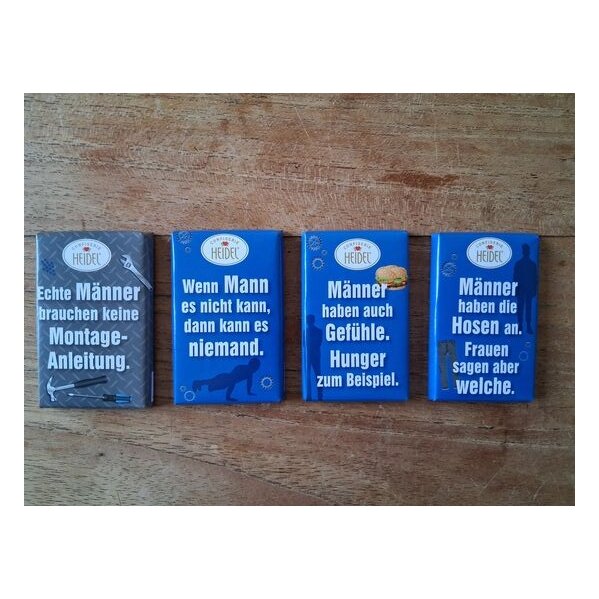 CONFISERIE
HEIDEL
Echte Männer
brauchen keine
Montage-
Anleitung.
CONFISERIE
HEIDEL
Wenn Mann
es nicht kann,
dann kann es
niemand.
CONFISERIE
HEIDEL
Männer
haben auch
Gefühle.
Hunger
zum Beispiel.
CONFISERIE
HEIDEL
Männer
haben die
Hosen an.
Frauen
sagen aber
welche.